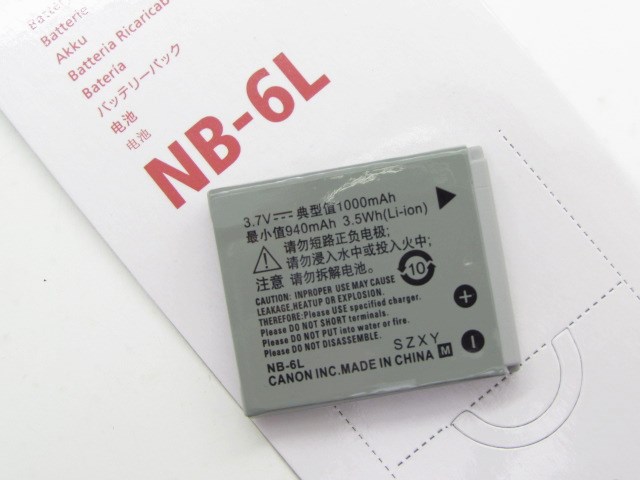 Batterie
Batterie
Akku
Batteria Ricaricab
Batería
バッテリーパック
电池
电池
NB-6L
3.7V 典型值1000mAh
最小值940mAh 3.5Wh(Li-ion)
请勿短路正负电极;
请勿浸入水中或投入火中;
注意 请勿拆解电池.
10
CAUTION: IMPROPER USE MAY CAUSE
LEAKAGE,HEATUP OR EXPLOSION.
THEREFORE: Please use specified charger.
Please DO NOT SHORT terminals.
Please DO NOT PUT into water or fire.
Please DO NOT DISASSEMBLE.
+
-
SZXY
NB-6L
CANON INC.MADE IN CHINA M